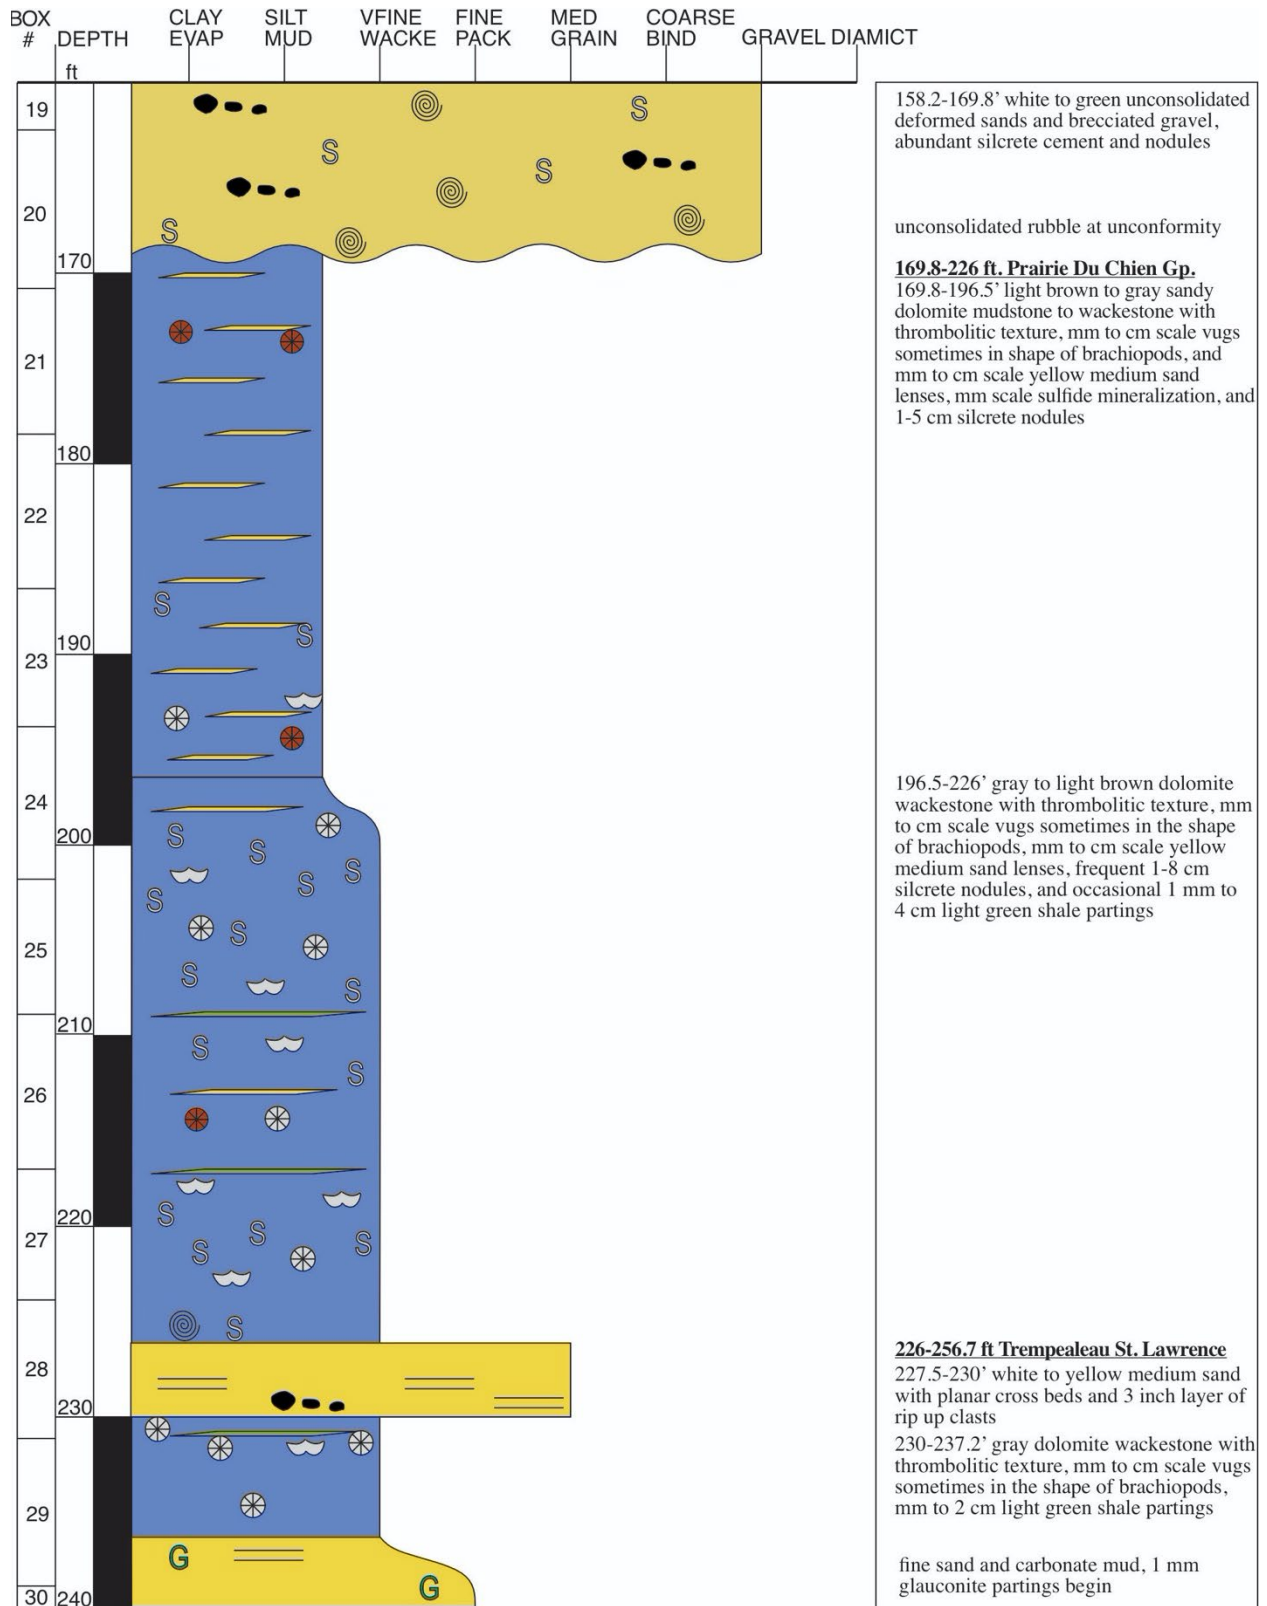 BOX
#
DEPTH
ft
CLAY
EVAP
SILT
MUD
VFINE
WACKE
FINE
PACK
MED
GRAIN
COARSE
BIND
GRAVEL DIAMICT
19
S
158.2-169.8’ white to green unconsolidated
deformed sands and brecciated gravel,
abundant silcrete cement and nodules
S
S
20
S
unconsolidated rubble at unconformity
170
169.8-226 ft. Prairie Du Chien Gp.
169.8-196.5’ light brown to gray sandy
dolomite mudstone to wackestone with
thrombolitic texture, mm to cm scale vugs
sometimes in shape of brachiopods, and
mm to cm scale yellow medium sand
lenses, mm scale sulfide mineralization, and
1-5 cm silcrete nodules
21
180
22
S
190
S
23
196.5-226’ gray to light brown dolomite
wackestone with thrombolitic texture, mm
to cm scale vugs sometimes in the shape
of brachiopods, mm to cm scale yellow
medium sand lenses, frequent 1-8 cm
silcrete nodules, and occasional 1 mm to
4 cm light green shale partings
24
200
S
S
S
S
S
S
25
S
S
210
S
S
26
220
S
S
S
S
27
S
226-256.7 ft Trempealeau St. Lawrence
227.5-230’ white to yellow medium sand
with planar cross beds and 3 inch layer of
rip up clasts
28
230
230-237.2’ gray dolomite wackestone with
thrombolitic texture, mm to cm scale vugs
sometimes in the shape of brachiopods,
mm to 2 cm light green shale partings
29
G
G
fine sand and carbonate mud, 1 mm
glauconite partings begin
30
240